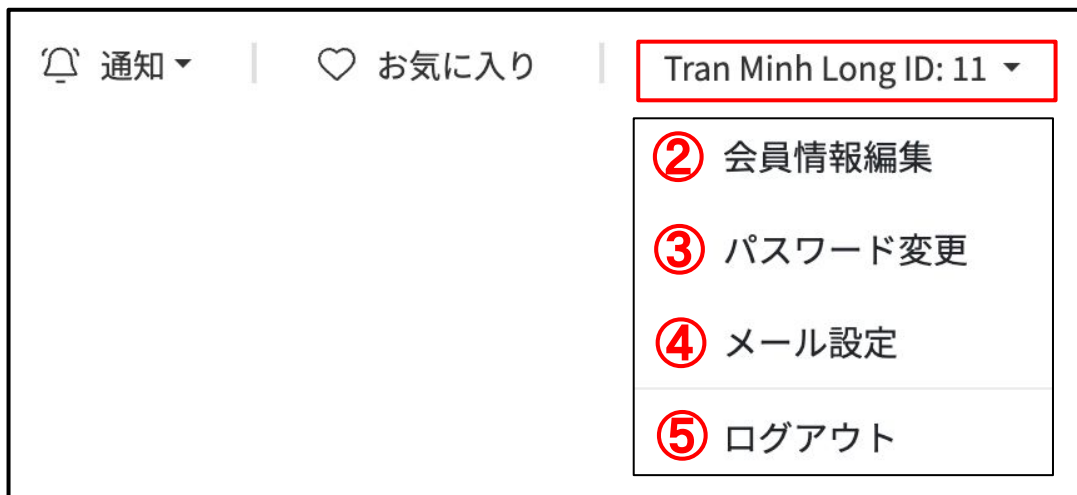 通知 お気に入り Tran Minh Long ID: 11
② 会員情報編集
③ パスワード変更
④ メール設定
⑤ ログアウト